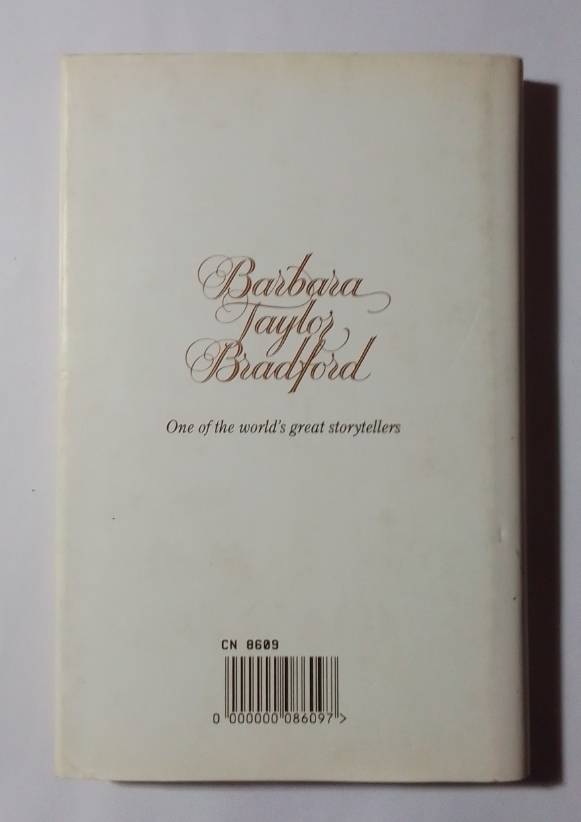 Barbara
Taylor
Bradford
One of the world's great storytellers
CN 8609
0 000000 086097 >